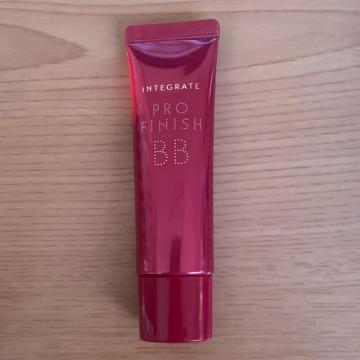 INTEGRATE
PRO
FINISH
BB